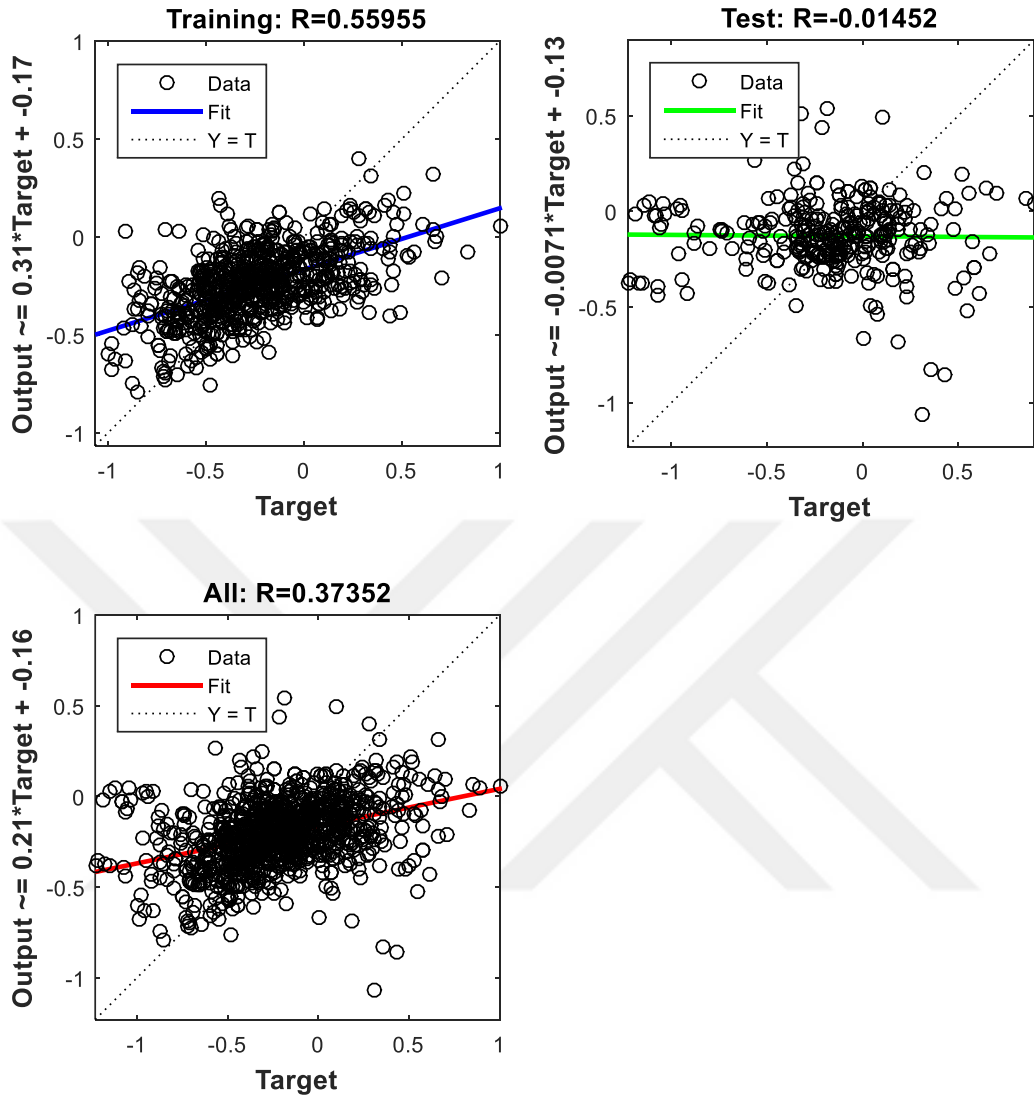 Training: R=0.55955
Output ~= 0.31*Target + -0.17
1
0.5
0
-0.5
-1
Data
Fit
Y = T
-1
-0.5
0
0.5
1
Target
Test: R=-0.01452
Output ~= -0.0071*Target + -0.13
0.5
0
-0.5
-1
Data
Fit
Y = T
-1
-0.5
0
0.5
Target
All: R=0.37352
Output ~= 0.21*Target + -0.16
1
0.5
0
-0.5
-1
Data
Fit
Y = T
-1
-0.5
0
0.5
1
Target